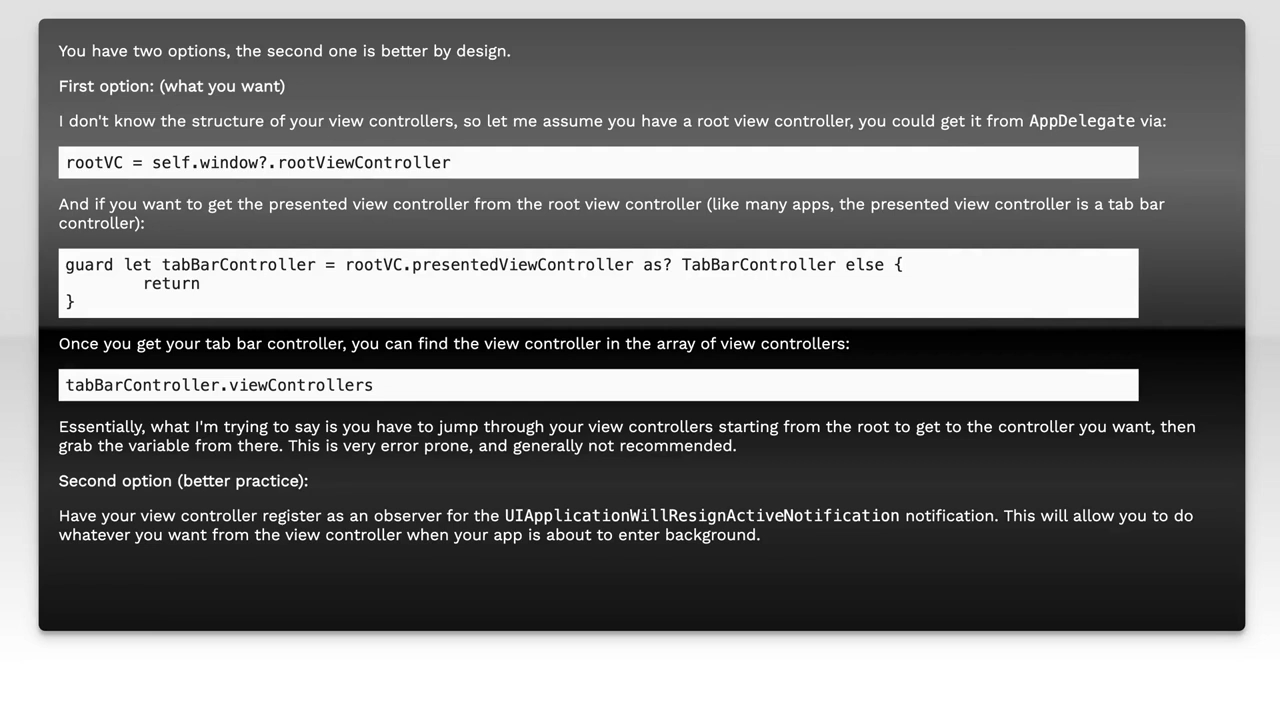 You have two options, the second one is better by design.
First option: (what you want)
I don't know the structure of your view controllers, so let me assume you have a root view controller, you could get it from AppDelegate via:
rootVC = self.window?.rootViewController
And if you want to get the presented view controller from the root view controller (like many apps, the presented view controller is a tab bar
controller):
guard let tabBarController = rootVC.presentedViewController as? TabBarController else {
        return
}
Once you get your tab bar controller, you can find the view controller in the array of view controllers:
tabBarController.viewControllers
Essentially, what I'm trying to say is you have to jump through your view controllers starting from the root to get to the controller you want, then
grab the variable from there. This is very error prone, and generally not recommended.
Second option (better practice):
Have your view controller register as an observer for the UIApplicationWillResignActiveNotification notification. This will allow you to do
whatever you want from the view controller when your app is about to enter background.